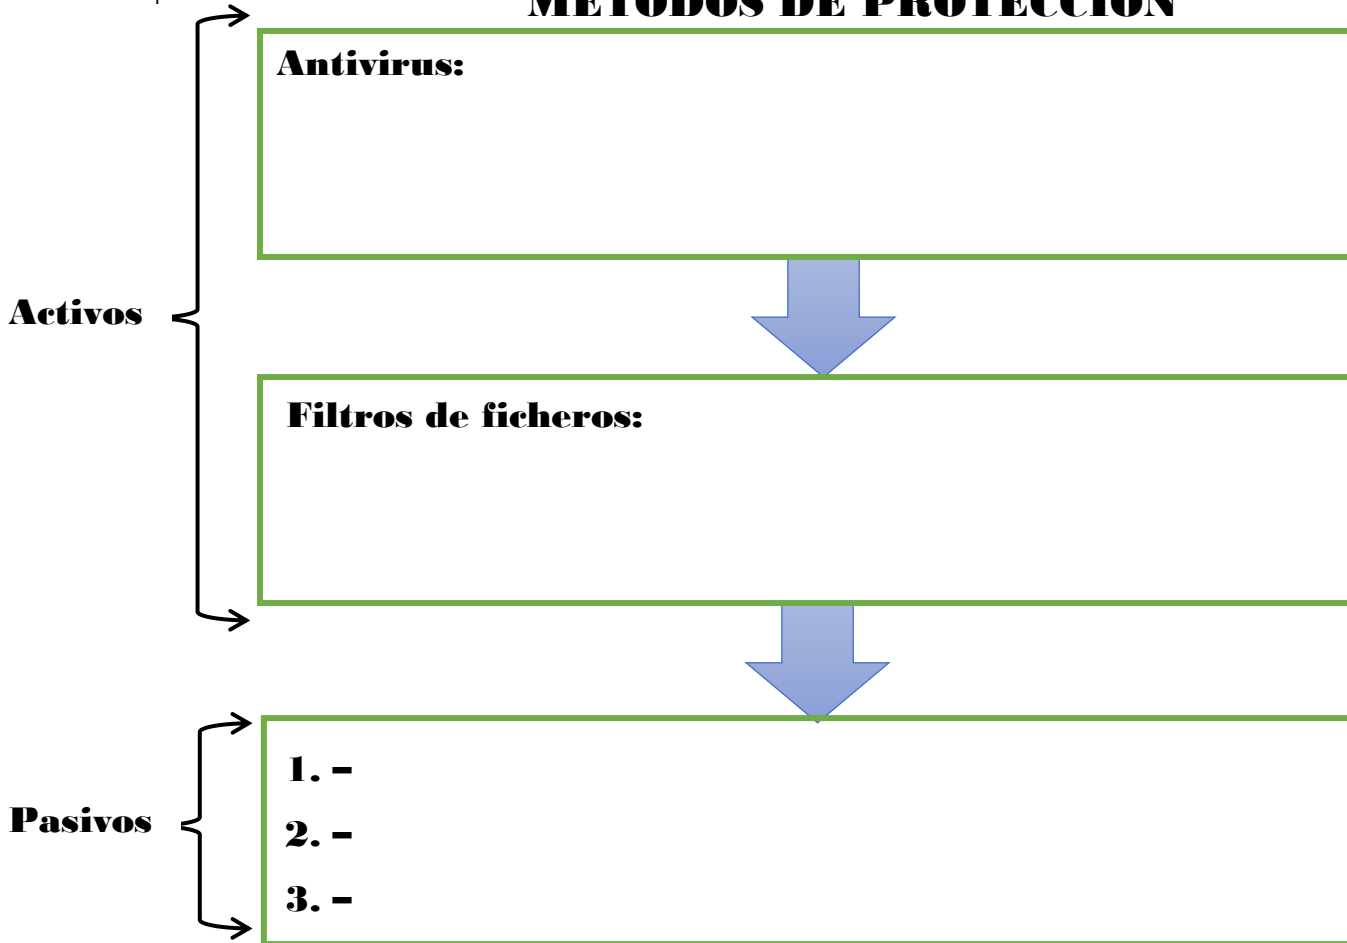 MÉTODOS DE PROTECCIÓN
Antivirus:
Activos
Filtros de ficheros:
Pasivos
1. –
2. –
3. –